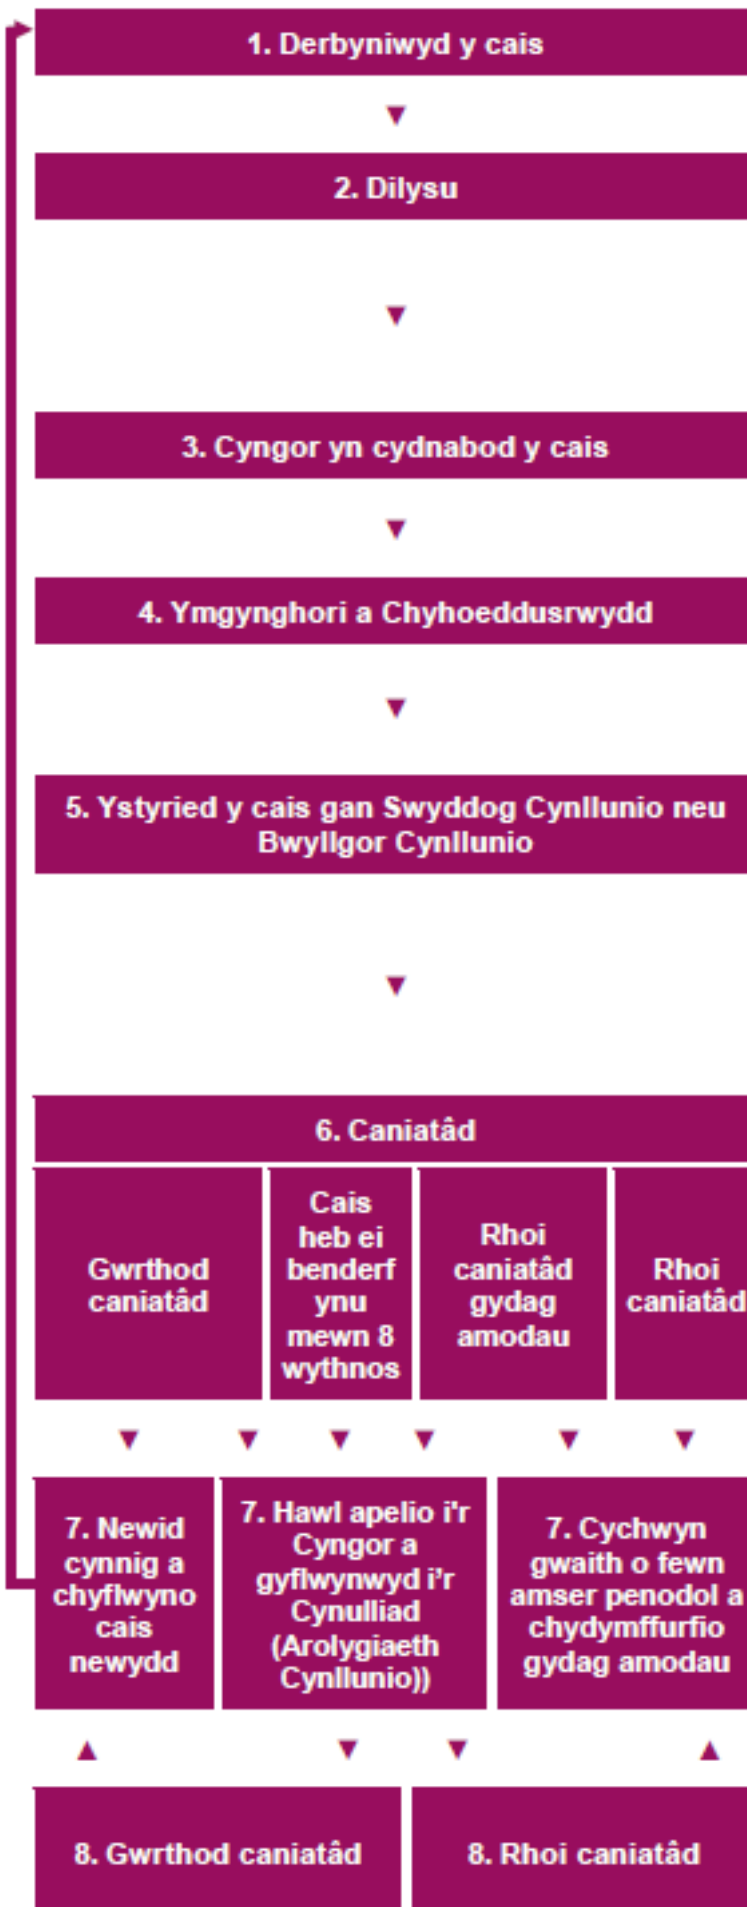 1. Derbyniwyd y cais
2. Dilysu
3. Cyngor yn cydnabod y cais
4. Ymgynghori a Chyhoeddusrwydd
5. Ystyried y cais gan Swyddog Cynllunio neu
Bwyllgor Cynllunio
6. Caniatâd
Gwrthod
caniatâd
Cais
heb ei
benderf
ynu
mewn 8
wythnos
Rhoi
caniatâd
gydag
amodau
Rhoi
caniatâd
7. Newid
cynnig a
chyflwyno
cais
newydd
7. Hawl apelio i'r
Cyngor a
gyflwynwyd i'r
Cynulliad
(Arolygiaeth
Cynllunio))
7. Cychwyn
gwaith o fewn
amser penodol a
chydymffurfio
gydag amodau
8. Gwrthod caniatâd
8. Rhoi caniatâd